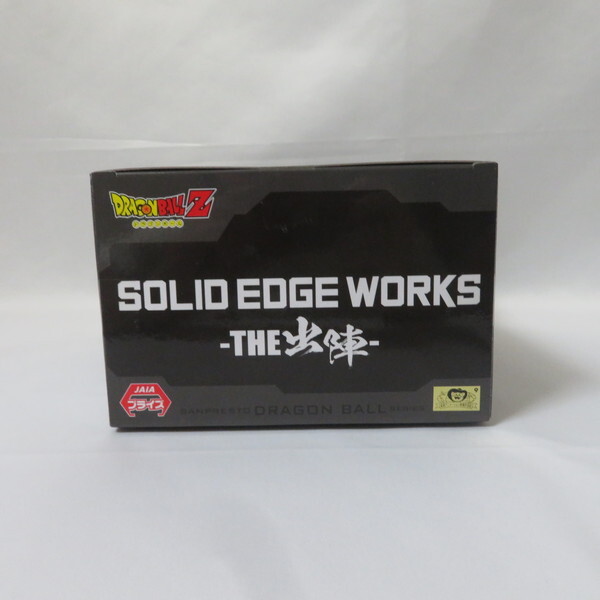 DRAGON BALL Z
SOLID EDGE WORKS
-THE出陣-
JAIA
プライズ
BANPRESTO DRAGON BALL SERIES